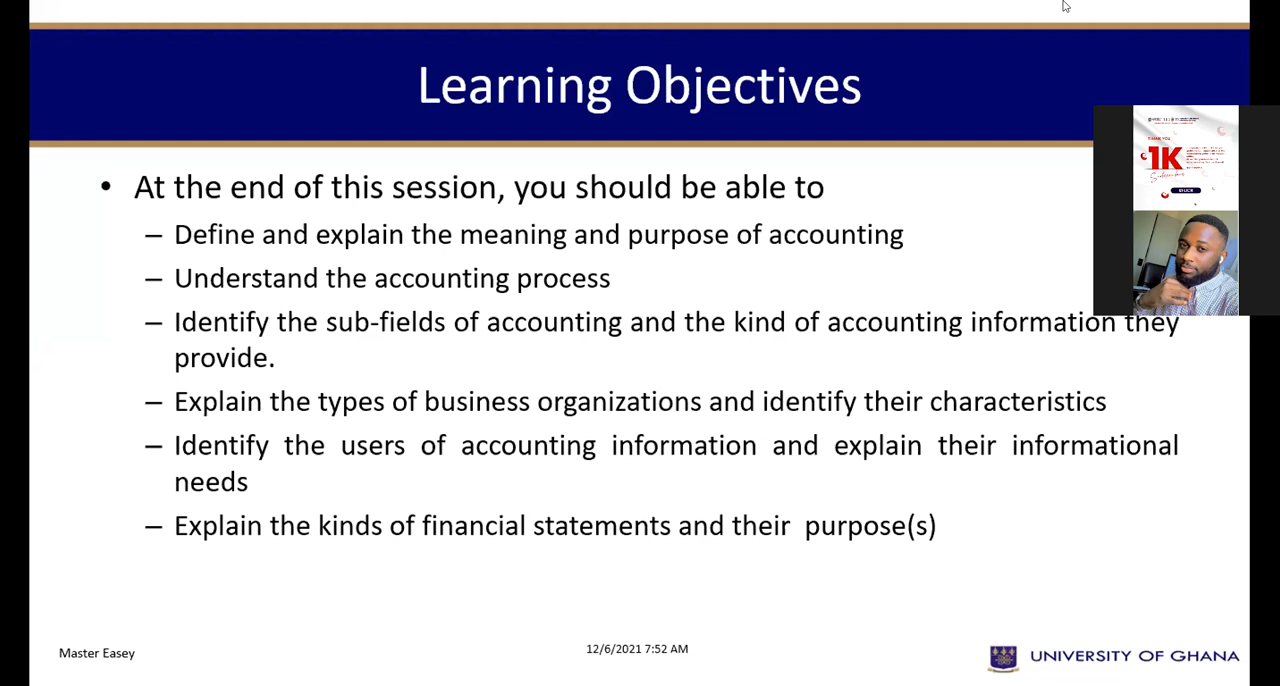 Learning Objectives
• At the end of this session, you should be able to
– Define and explain the meaning and purpose of accounting
– Understand the accounting process
– Identify the sub-fields of accounting and the kind of accounting information they
provide.
– Explain the types of business organizations and identify their characteristics
– Identify the users of accounting information and explain their informational
needs
– Explain the kinds of financial statements and their purpose(s)
THANK YOU
1K
Master Easey
12/6/2021 7:52 AM
UNIVERSITY OF GHANA